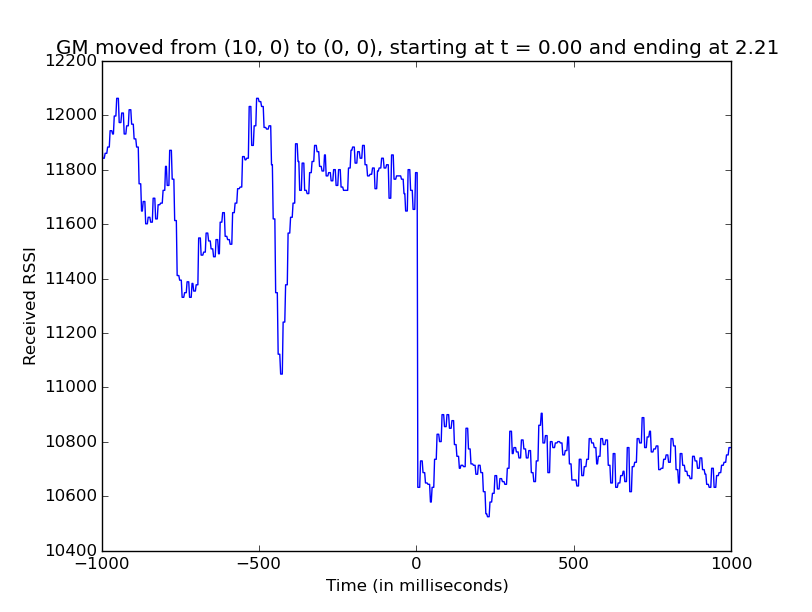 GM moved from (10, 0) to (0, 0), starting at t = 0.00 and ending at 2.21
12200
12000
11800
11600
11400
11200
11000
10800
10600
10400
Received RSSI
−1000 −500 0 500 1000
Time (in milliseconds)